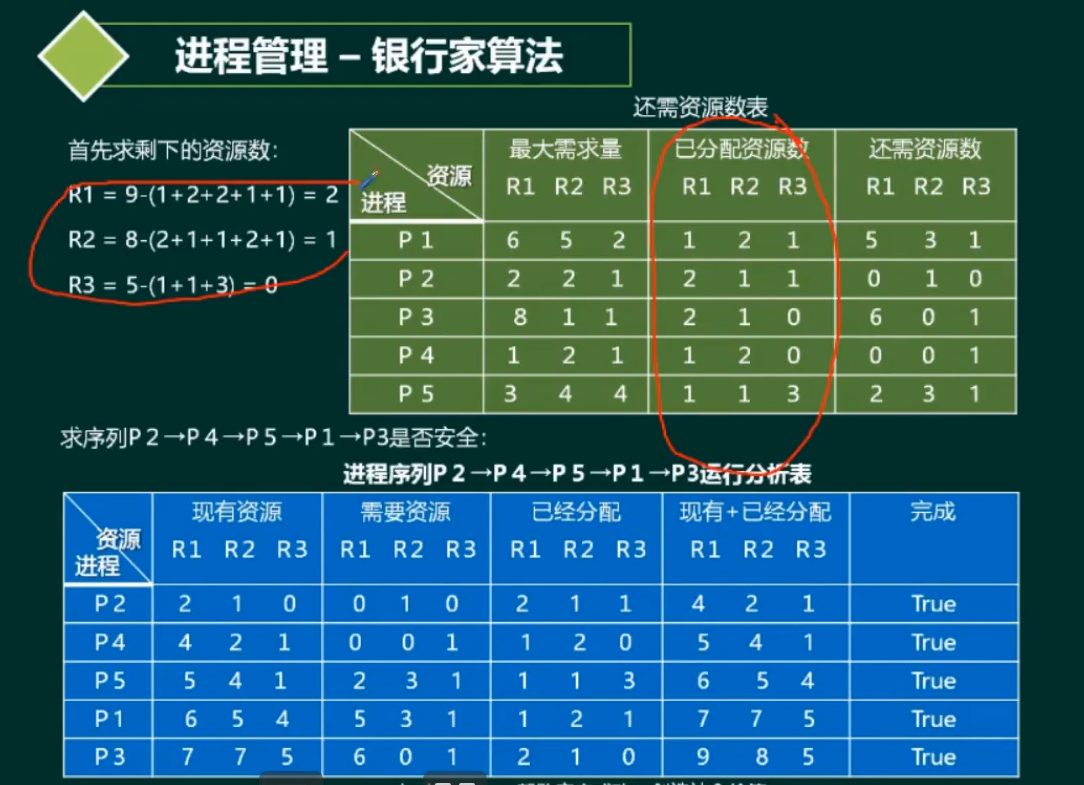 进程管理 – 银行家算法
还需资源数表
首先求剩下的资源数：
R1 = 9-(1+2+2+1+1) = 2
R2 = 8-(2+1+1+2+1) = 1
R3 = 5-(1+1+3) = 0
资源 进程 最大需求量 已分配资源数 还需资源数
R1 R2 R3 R1 R2 R3 R1 R2 R3
P1 6 5 2 1 2 1 5 3 1
P2 2 2 1 2 1 1 0 1 0
P3 8 1 1 2 1 0 6 0 1
P4 1 2 1 1 2 0 0 0 1
P5 3 4 4 1 1 3 2 3 1
求序列P2→P4→P5→P1→P3是否安全：
进程序列P2→P4→P5→P1→P3运行分析表
资源 进程 现有资源 需要资源 已经分配 现有+已经分配 完成
R1 R2 R3 R1 R2 R3 R1 R2 R3 R1 R2 R3
P2 2 1 0 0 1 0 2 1 1 4 2 1 True
P4 4 2 1 0 0 1 1 2 0 5 4 1 True
P5 5 4 1 2 3 1 1 1 3 6 5 4 True
P1 6 5 4 5 3 1 1 2 1 7 7 5 True
P3 7 7 5 6 0 1 2 1 0 9 8 5 True